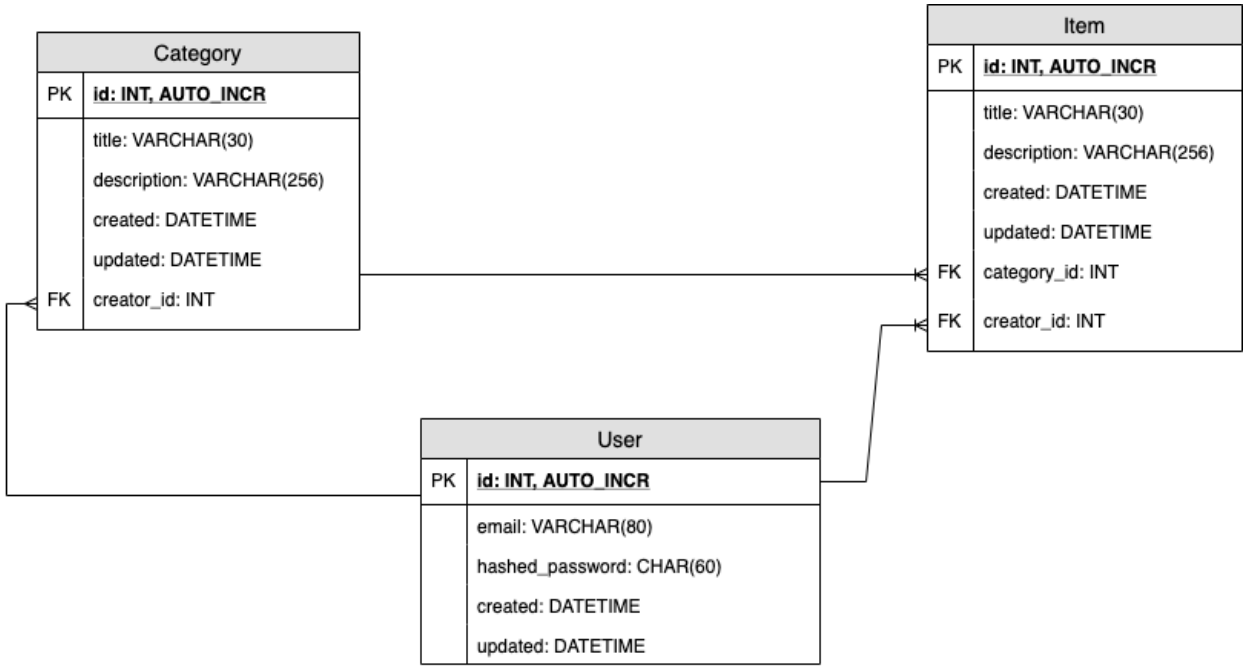 Category
PK id: INT, AUTO_INCR
title: VARCHAR(30)
description: VARCHAR(256)
created: DATETIME
updated: DATETIME
FK creator_id: INT
Item
PK id: INT, AUTO_INCR
title: VARCHAR(30)
description: VARCHAR(256)
created: DATETIME
updated: DATETIME
FK category_id: INT
FK creator_id: INT
User
PK id: INT, AUTO_INCR
email: VARCHAR(80)
hashed_password: CHAR(60)
created: DATETIME
updated: DATETIME